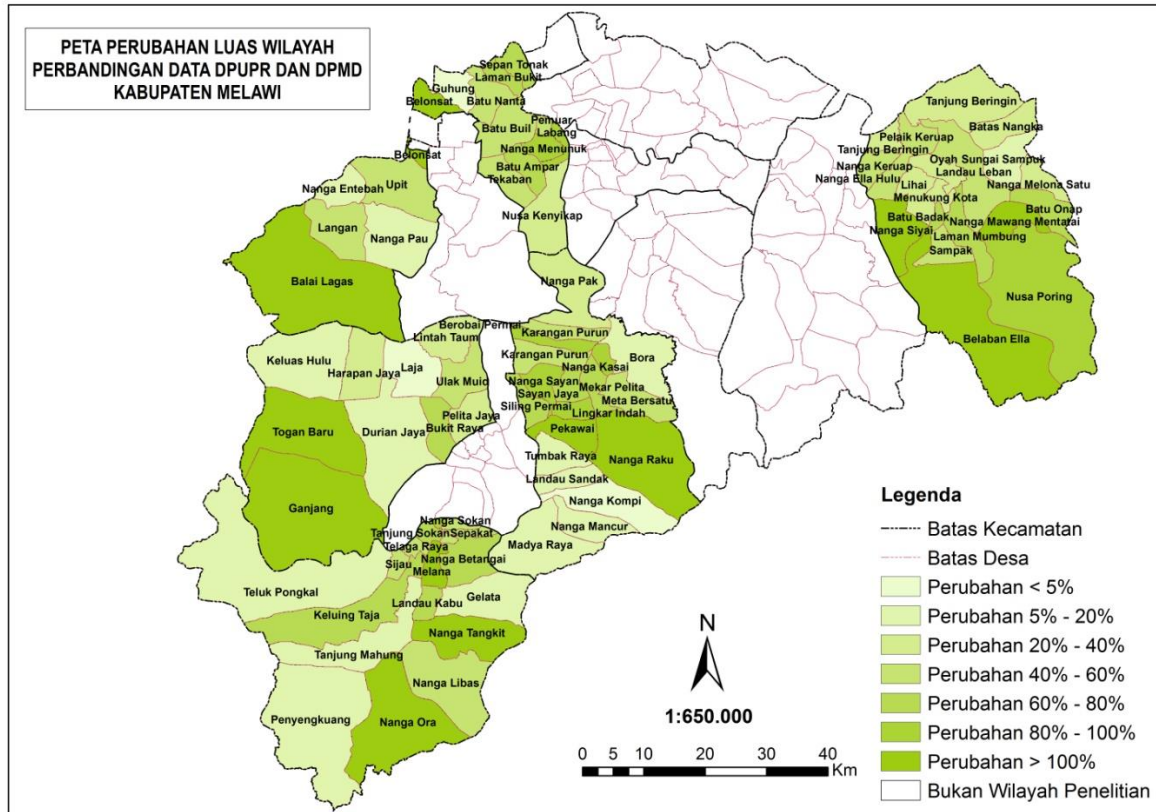 PETA PERUBAHAN LUAS WILAYAH
PERBANDINGAN DATA DPUPR DAN DPMD
KABUPATEN MELAWI
Sepan Tonak
Laman Bukit
Guhung
Belonsat
Batu Nanta
Batu Buil
Pemuar
Labang
Nanga Menunuk
Belonsat
Batu Ampar
Tekaban
Nanga Entebah
Upit
Nusa Kenyikap
Langan
Nanga Pau
Balai Lagas
Nanga Pak
Tanjung Beringin
Batas Nangka
Pelaik Keruap
Tanjung Beringin
Oyah Sungai Sampuk
Nanga Keruap
Landau Leban
Nanga Ella Hulu
Lihai
Nanga Melona Satu
Menukung Kota
Batu Onap
Batu Badak
Nanga Mawang Mentatai
Nanga Siyai
Laman Mumbung
Sampak
Nusa Poring
Belaban Ella
Berobai Permai
Lintah Taum
Karangan Purun
Keluas Hulu
Harapan Jaya
Laja
Karangan Purun
Bora
Nanga Kasai
Ulak Muid
Nanga Sayan
Sayan Jaya
Mekar Pelita
Meta Bersatu
Siling Permai
Lingkar Indah
Pelita Jaya
Bukit Raya
Togan Baru
Durian Jaya
Pekawai
Tumbak Raya
Nanga Raku
Landau Sandak
Ganjang
Nanga Kompi
Nanga Sokan
Nanga Mancur
Tanjung Sokan
Sepakat
Telaga Raya
Madya Raya
Sijau
Nanga Betangai
Melana
Teluk Pongkal
Landau Kabu
Gelata
Keluing Taja
Nanga Tangkit
Tanjung Mahung
Nanga Libas
Penyengkuang
Nanga Ora
N
1:650.000
0 5 10 20 30 40
Km
Legenda
Batas Kecamatan
Batas Desa
Perubahan < 5%
Perubahan 5% - 20%
Perubahan 20% - 40%
Perubahan 40% - 60%
Perubahan 60% - 80%
Perubahan 80% - 100%
Perubahan > 100%
Bukan Wilayah Penelitian